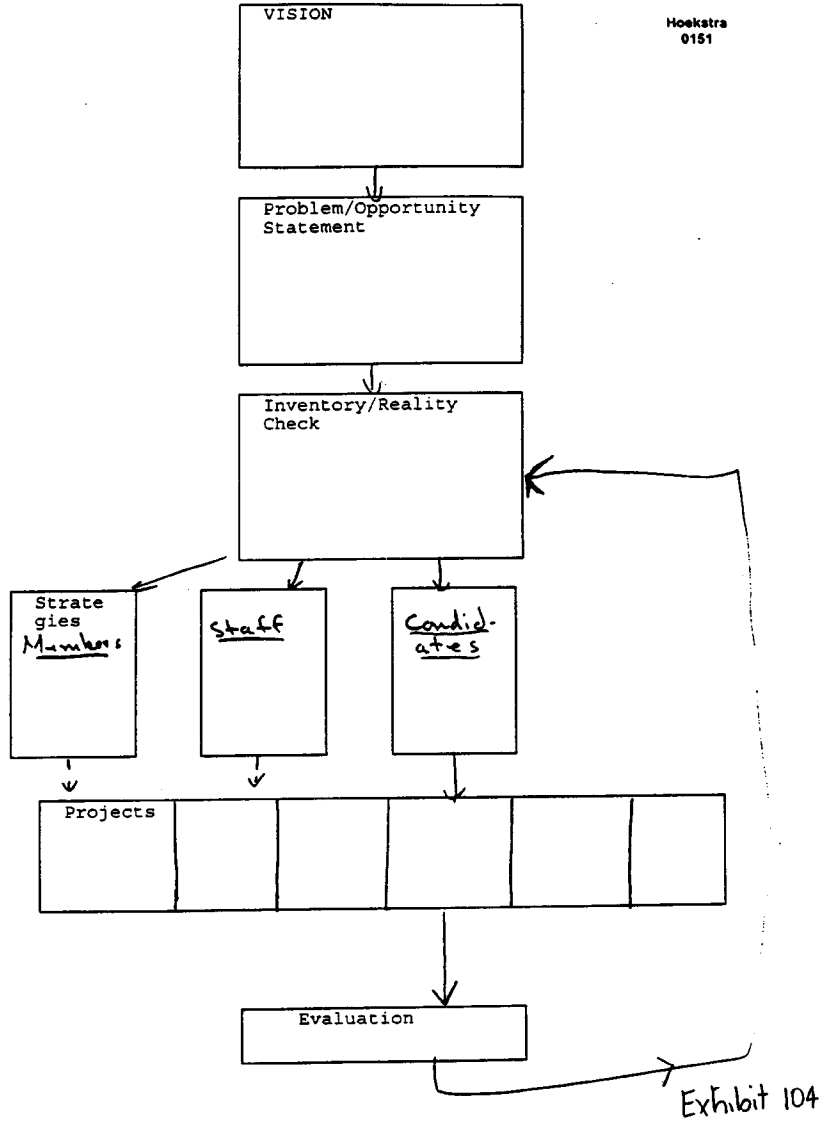 VISION
Hoekstra
0151
Problem/Opportunity
Statement
Inventory/Reality
Check
Strate
gies
Members
Staff
Candid-
ates
Projects
Evaluation
Exhibit 104